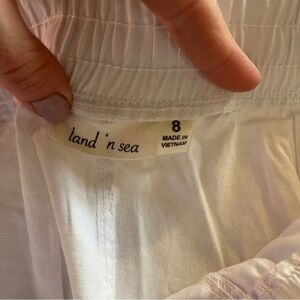 land 'n sea
8
MADE IN
VIETNAM